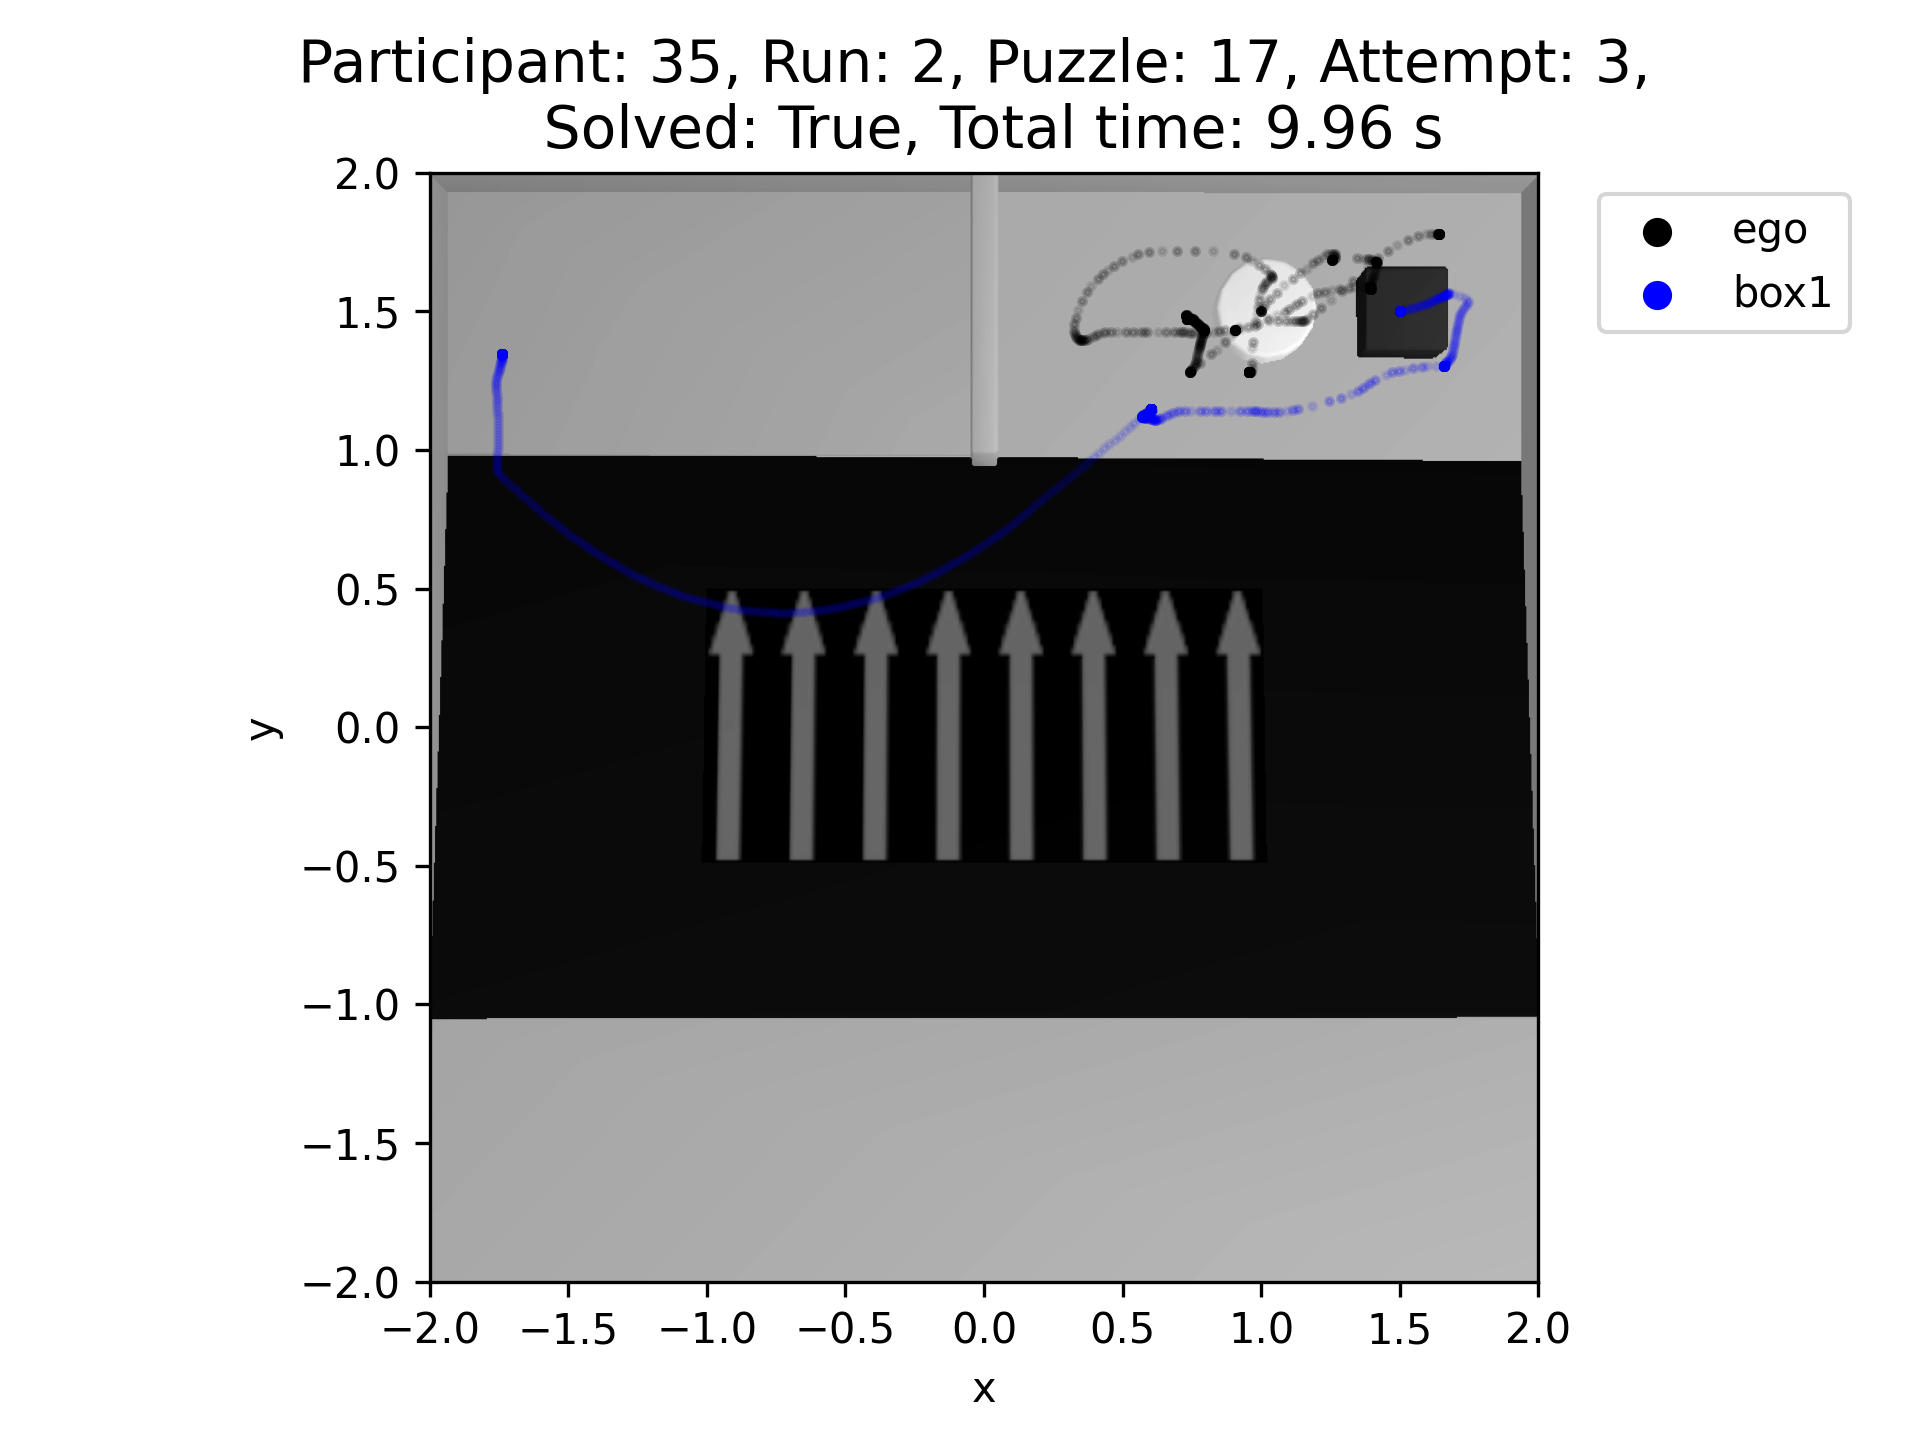 Participant: 35, Run: 2, Puzzle: 17, Attempt: 3,
Solved: True, Total time: 9.96 s
ego
box1
2.0
1.5
1.0
0.5
0.0
−0.5
−1.0
−1.5
−2.0
y
−2.0 −1.5 −1.0 −0.5 0.0 0.5 1.0 1.5 2.0
x